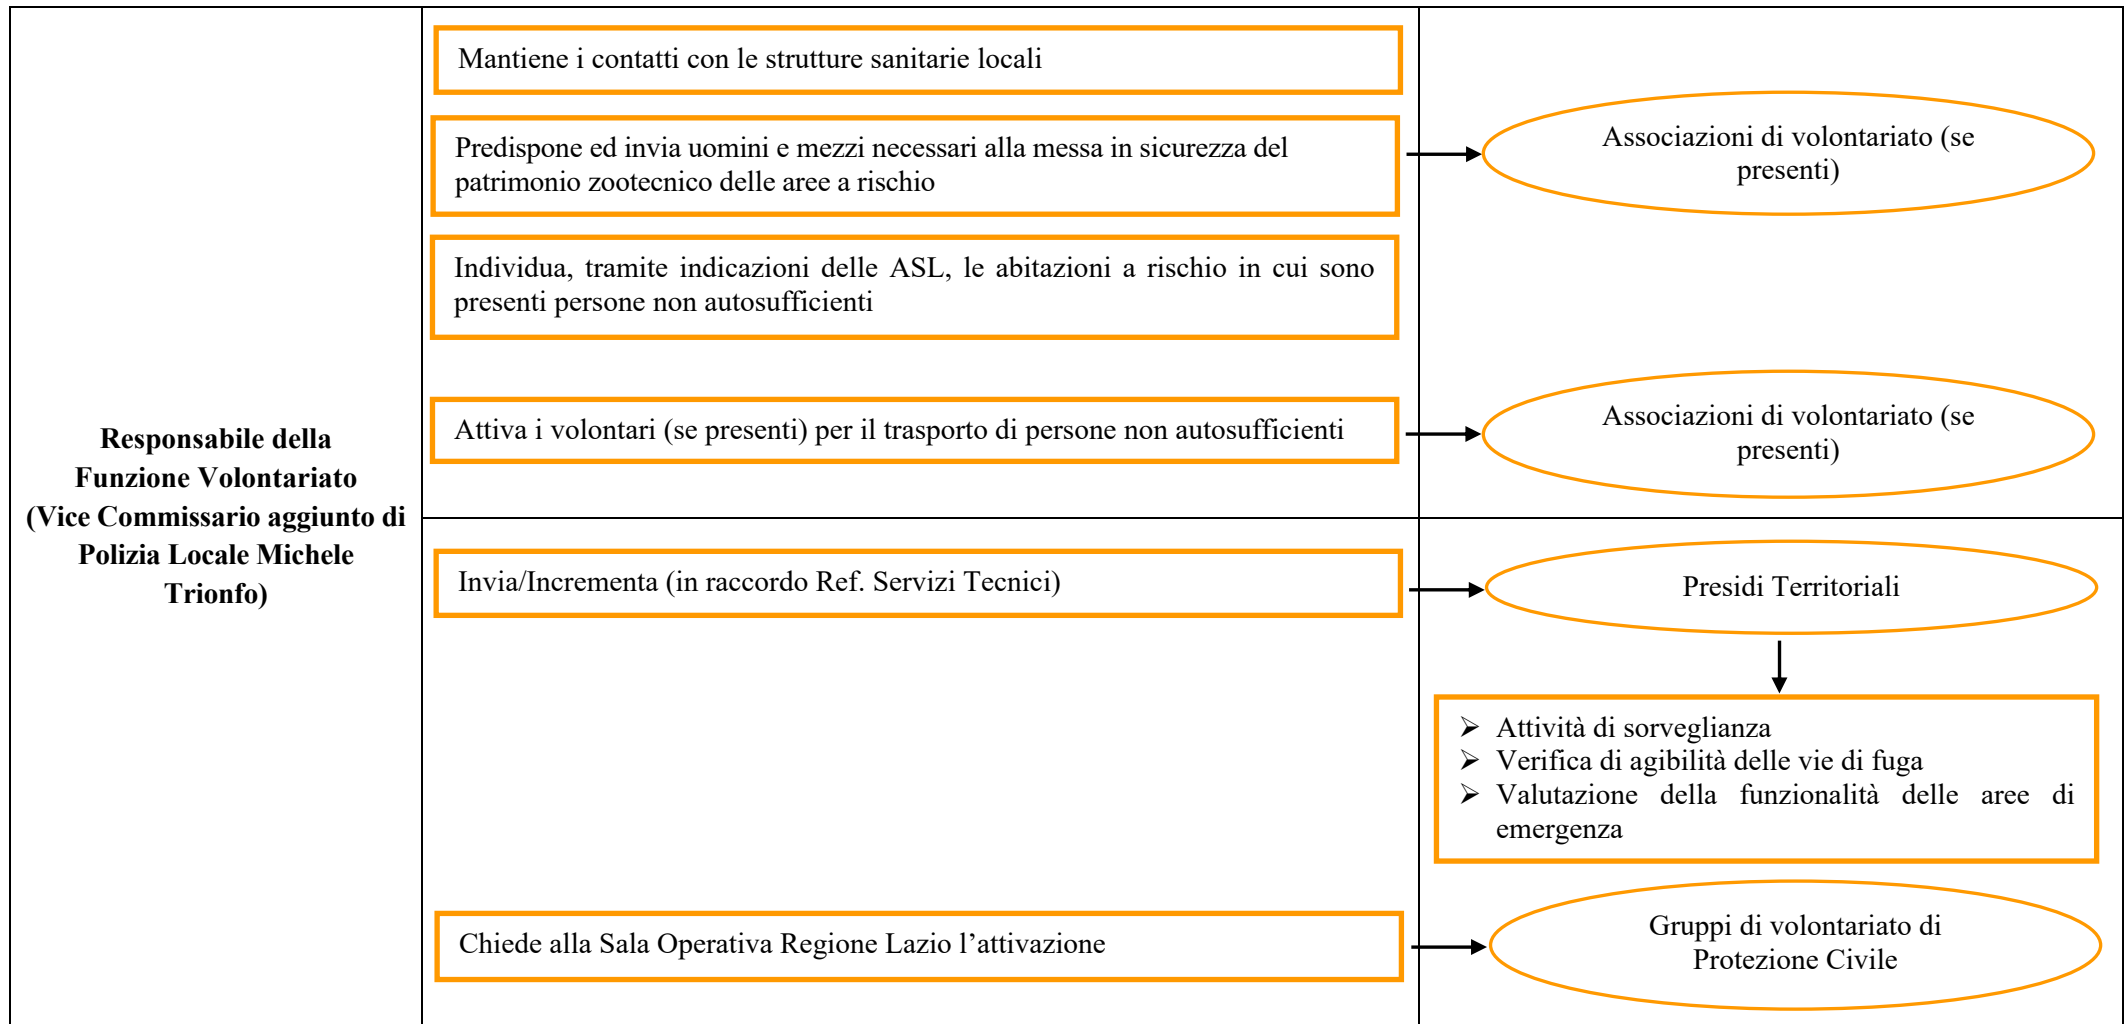 Responsabile della
Funzione Volontariato
(Vice Commissario aggiunto di
Polizia Locale Michele
Trionfo)
Mantiene i contatti con le strutture sanitarie locali
Predispone ed invia uomini e mezzi necessari alla messa in sicurezza del
patrimonio zootecnico delle aree a rischio
Associazioni di volontariato (se
presenti)
Individua, tramite indicazioni delle ASL, le abitazioni a rischio in cui sono
presenti persone non autosufficienti
Attiva i volontari (se presenti) per il trasporto di persone non autosufficienti
Associazioni di volontariato (se
presenti)
Invia/Incrementa (in raccordo Ref. Servizi Tecnici)
Presidi Territoriali
➢ Attività di sorveglianza
➢ Verifica di agibilità delle vie di fuga
➢ Valutazione della funzionalità delle aree di
emergenza
Chiede alla Sala Operativa Regione Lazio l’attivazione
Gruppi di volontariato di
Protezione Civile